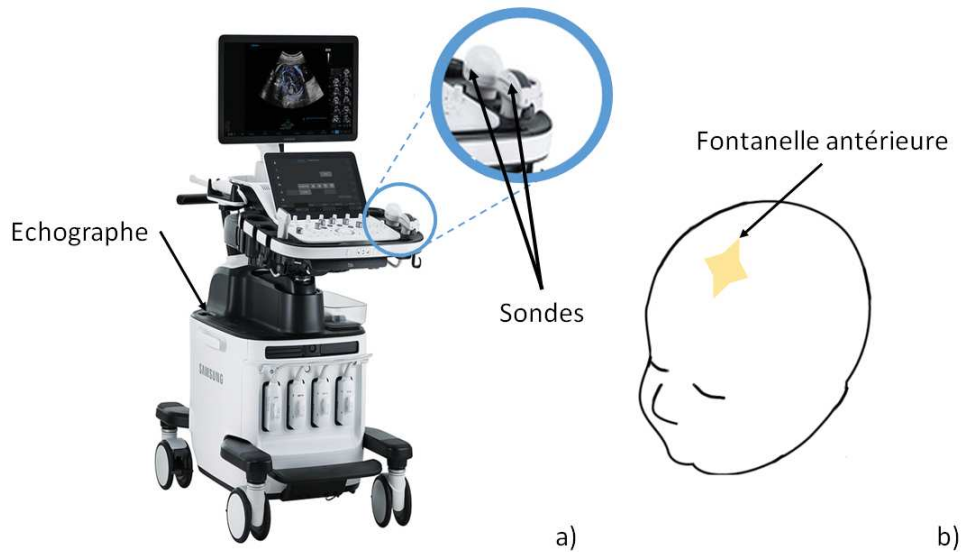 Fontanelle antérieure
Echographe
Sondes
SAMSUNG
a)
b)